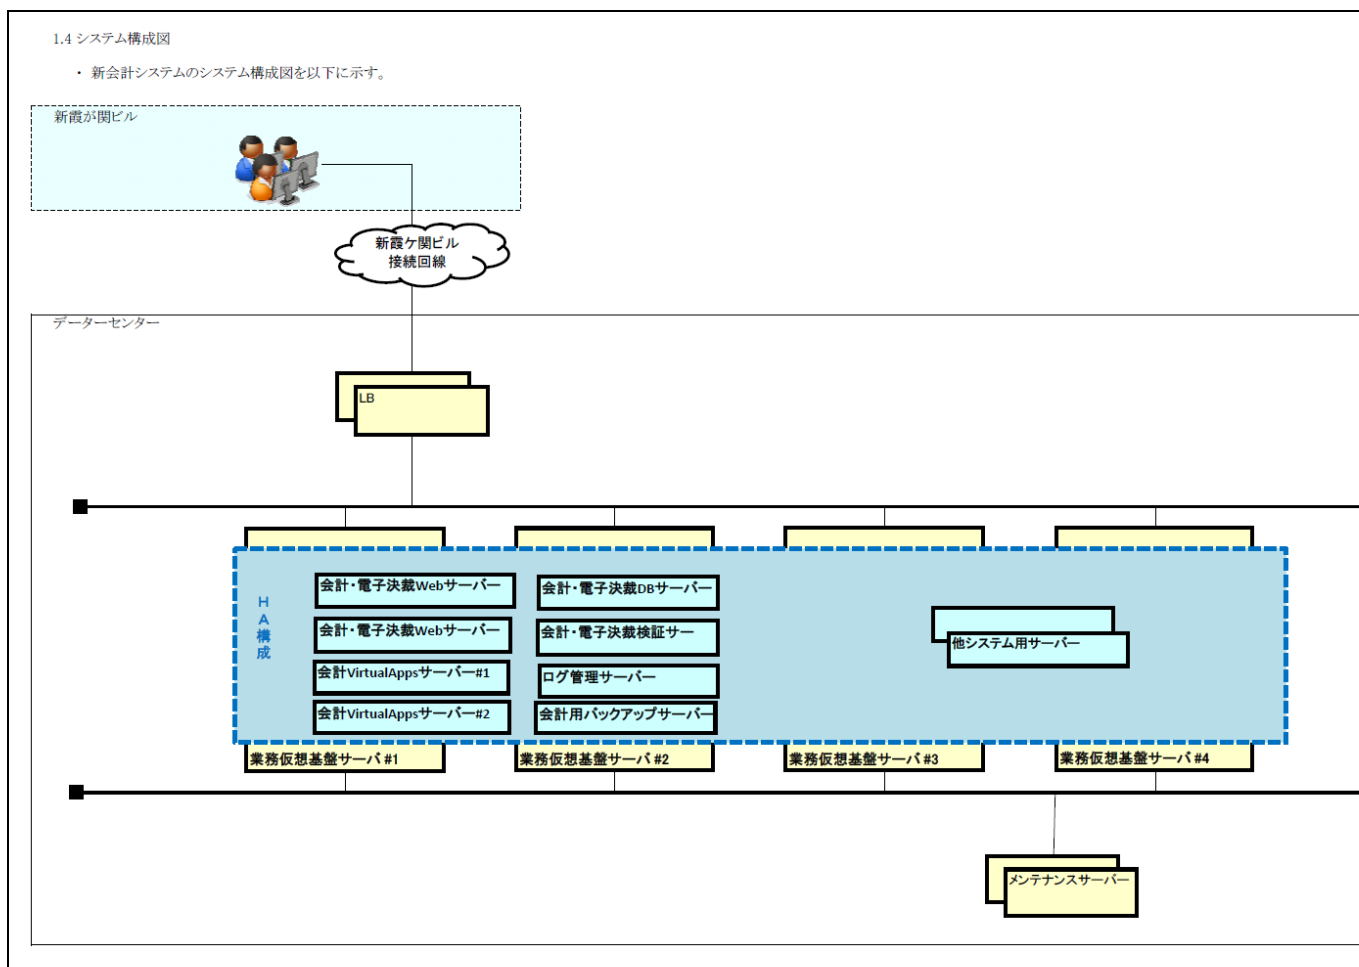 1.4 システム構成図
・ 新会計システムのシステム構成図を以下に示す。
新霞が関ビル
新霞ケ関ビル
接続回線
データーセンター
LB
HA構成
会計・電子決裁Webサーバー
会計・電子決裁Webサーバー
会計VirtualAppsサーバー#1
会計VirtualAppsサーバー#2
会計・電子決裁DBサーバー
会計・電子決裁検証サー
ログ管理サーバー
会計用バックアップサーバー
他システム用サーバー
業務仮想基盤サーバ #1
業務仮想基盤サーバ #2
業務仮想基盤サーバ #3
業務仮想基盤サーバ #4
メンテナンスサーバー